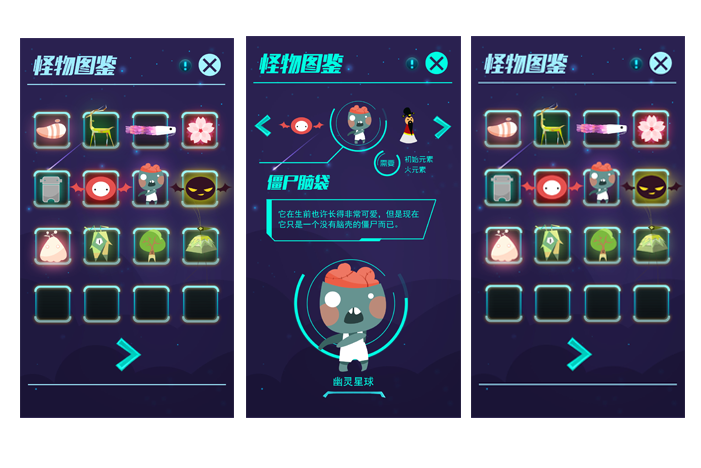 怪物图鉴
!
怪物图鉴
!
需要
初始元素
火元素
僵尸脑袋
它在生前也许长得非常可爱，但是现在
它只是一个没有脑壳的僵尸而已。
幽灵星球
怪物图鉴
!